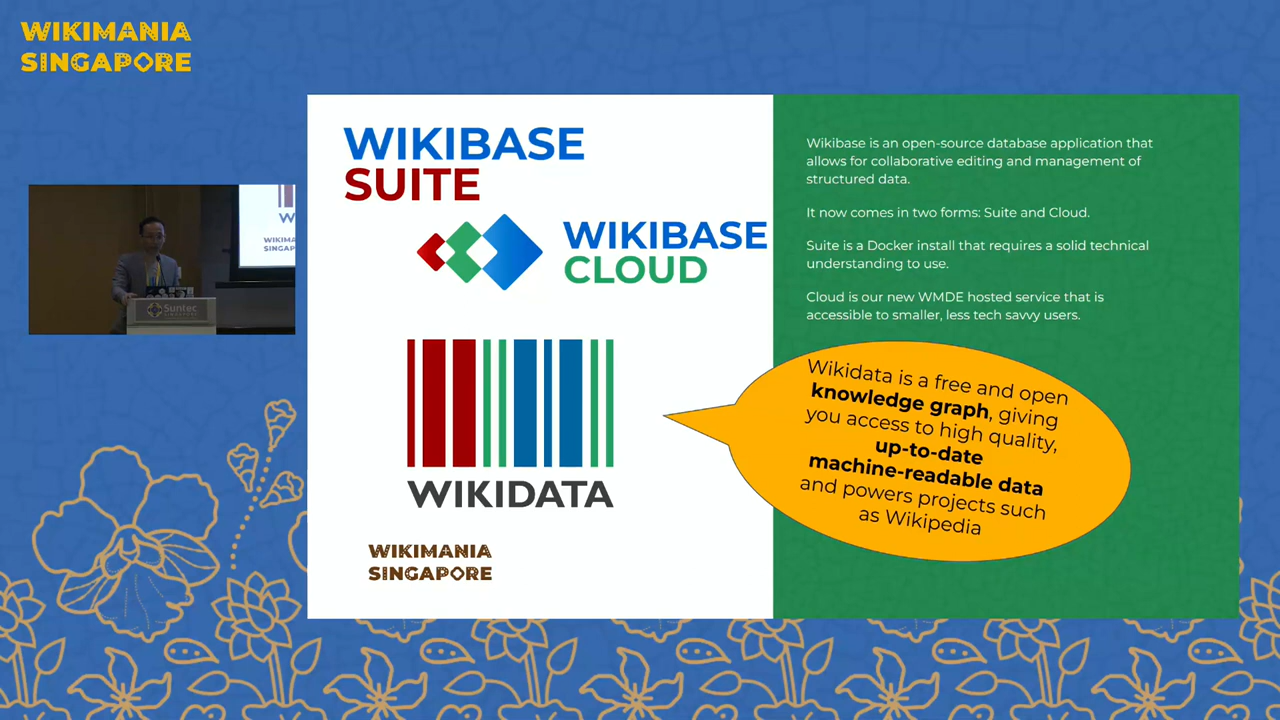 WIKIMANIA
SINGAPORE
WIKIBASE
SUITE
WIKIBASE
CLOUD
WIKIDATA
WIKIMANIA
SINGAPORE
Wikibase is an open-source database application that
allows for collaborative editing and management of
structured data.
It now comes in two forms: Suite and Cloud.
Suite is a Docker install that requires a solid technical
understanding to use.
Cloud is our new WMDE hosted service that is
accessible to smaller, less tech savvy users.
Wikidata is a free and open
knowledge graph, giving
you access to high quality,
up-to-date
machine-readable data
and powers projects such
as Wikipedia
W
WIKIMA
SINGAP
Suntec